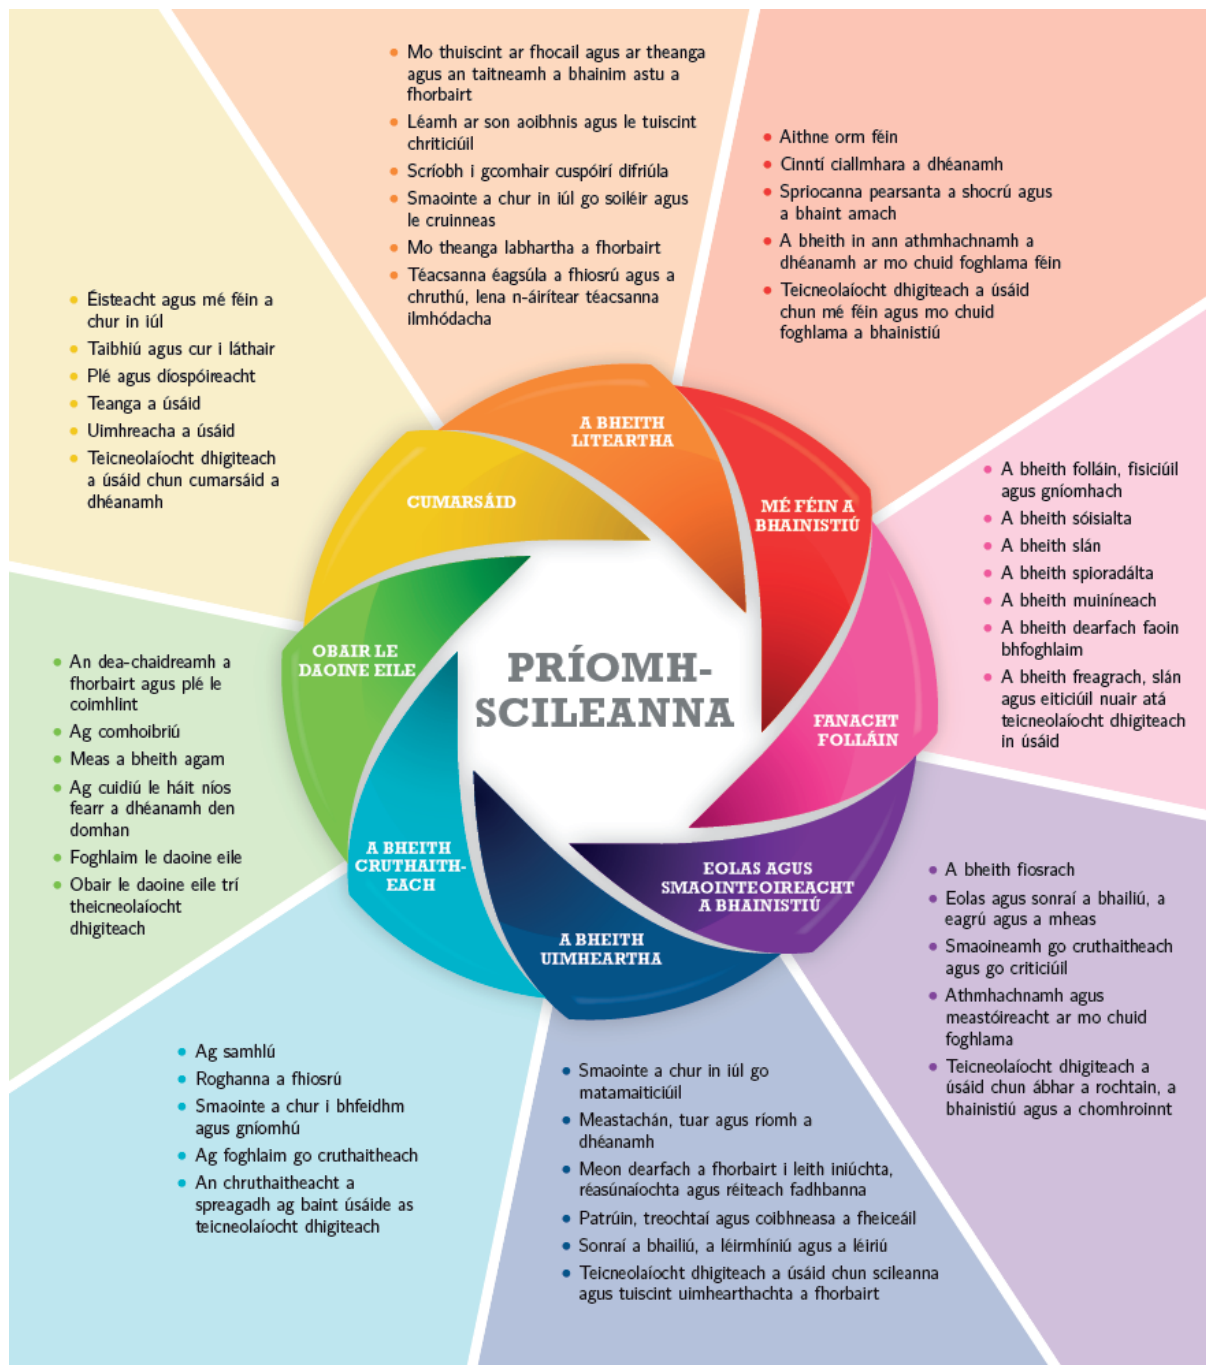 Mo thuiscint ar fhocail agus ar theanga
agus an taitneamh a bhainim astu a
fhorbairt
Léamh ar son aoibhnis agus le tuiscint
chriticiúil
Scríobh i gcomhair cuspóirí difriúla
Smaointe a chur in iúl go soiléir agus
le cruinneas
Mo theanga labhartha a fhorbairt
Téacsanna éagsúla a fhiosrú agus a
chruthú, lena n-áirítear téacsanna
ilmhódacha
Aithne orm féin
Cinntí ciallmhara a dhéanamh
Spriocanna pearsanta a shocrú agus
a bhaint amach
A bheith in ann athmhachnamh a
dhéanamh ar mo chuid foghlama féin
Teicneolaíocht dhigiteach a úsáid
chun mé féin agus mo chuid
foghlama a bhainistiú
Éisteacht agus mé féin a
chur in iúl
Taibhiú agus cur i láthair
Plé agus díospóireacht
Teanga a úsáid
Uimhreacha a úsáid
Teicneolaíocht dhigiteach
a úsáid chun cumarsáid a
dhéanamh
A BHEITH
LITEARTHA
CUMARSÁID
MÉ FÉIN A
BHAINISTIÚ
A bheith folláin, fisiciúil
agus gníomhach
A bheith sóisialta
A bheith slán
A bheith spioradálta
A bheith muiníneach
A bheith dearfach faoin
bhfoghlaim
A bheith freagrach, slán
agus eiticiúil nuair atá
teicneolaíocht dhigiteach
in úsáid
OBAIR LE
DAOINE EILE
PRÍOMH-
SCILEANNA
FANACHT
FOLLÁIN
An dea-chaidreamh a
fhorbairt agus plé le
coimhlint
Ag comhoibriú
Meas a bheith agam
Ag cuidiú le háit níos
fearr a dhéanamh den
domhan
Foghlaim le daoine eile
Obair le daoine eile trí
theicneolaíocht
dhigiteach
A BHEITH
CRUTHAITH-
EACH
EOLAS AGUS
SMAOINTEOIREACHT
A BHAINISTIÚ
A BHEITH
UIMHEARTHA
A bheith fiosrach
Eolas agus sonraí a bhailiú, a
eagrú agus a mheas
Smaoineamh go cruthaitheach
agus go criticiúil
Athmhachnamh agus
meastóireacht ar mo chuid
foghlama
Teicneolaíocht dhigiteach a
úsáid chun ábhar a rochtain, a
bhainistiú agus a chomhroinnt
Ag samhlú
Roghanna a fhiosrú
Smaointe a chur i bhfeidhm
agus gníomhú
Ag foghlaim go cruthaitheach
An chruthaitheacht a
spreagadh ag baint úsáide as
teicneolaíocht dhigiteach
Smaointe a chur in iúl go
matamaiticiúil
Meastachán, tuar agus ríomh a
dhéanamh
Meon dearfach a fhorbairt i leith iniúchta,
réasúnaíochta agus réiteach fadhbanna
Patrúin, treochtaí agus coibhneasa a fheiceáil
Sonraí a bhailiú, a léirmhíniú agus a léiriú
Teicneolaíocht dhigiteach a úsáid chun scileanna
agus tuiscint uimhearthachta a fhorbairt